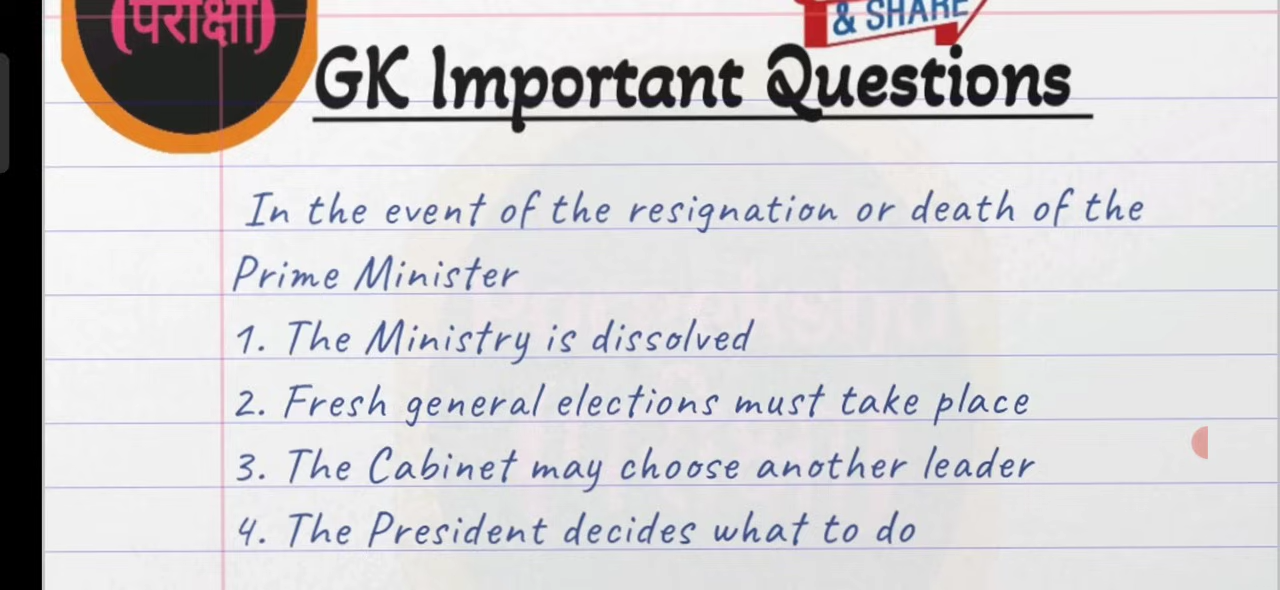 (परीक्षा)
& SHARE
GK Important Questions
In the event of the resignation or death of the
Prime Minister
1. The Ministry is dissolved
2. Fresh general elections must take place
3. The Cabinet may choose another leader
4. The President decides what to do